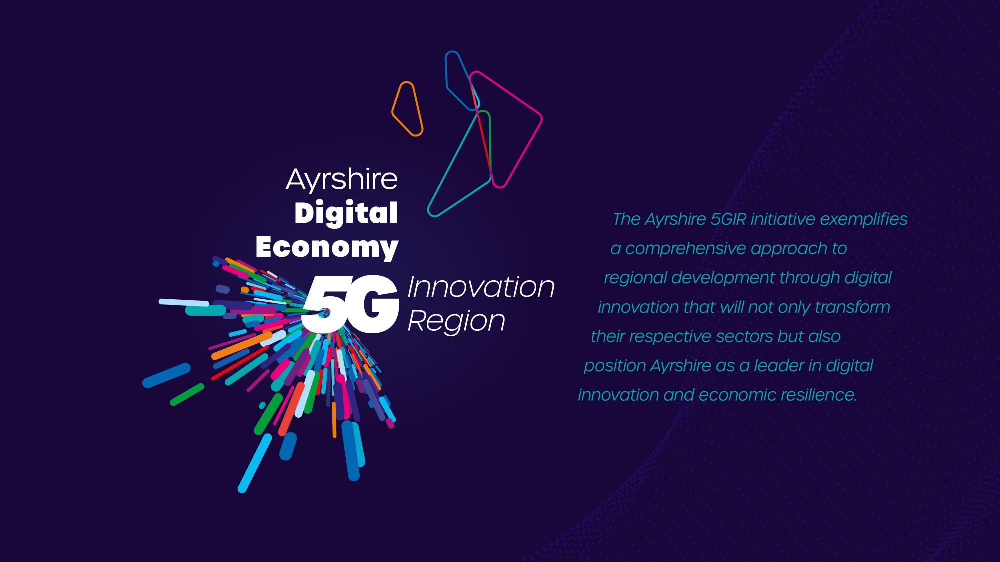 Ayrshire
Digital
Economy
5G Innovation
Region
The Ayrshire 5GIR initiative exemplifies
a comprehensive approach to
regional development through digital
innovation that will not only transform
their respective sectors but also
position Ayrshire as a leader in digital
innovation and economic resilience.